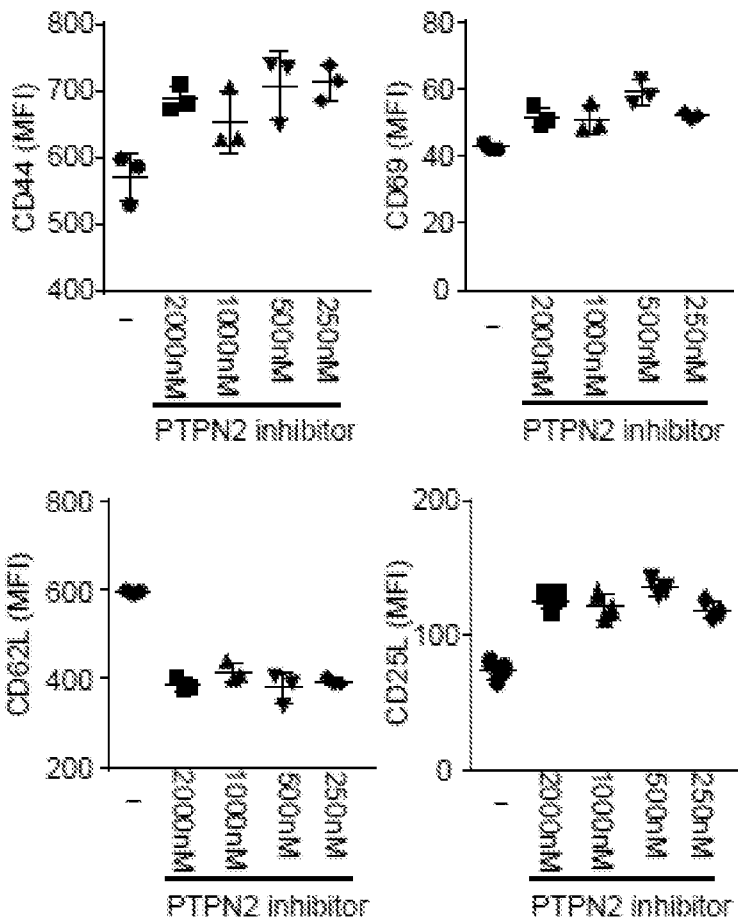 CD44 (MFI)
800
700
600
500
400
–
2000nM
1000nM
500nM
250nM
PTPN2 inhibitor
CD69 (MFI)
80
60
40
20
0
–
2000nM
1000nM
500nM
250nM
PTPN2 inhibitor
CD62L (MFI)
800
600
400
200
–
2000nM
1000nM
500nM
250nM
PTPN2 inhibitor
CD25L (MFI)
200
100
0
–
2000nM
1000nM
500nM
250nM
PTPN2 inhibitor